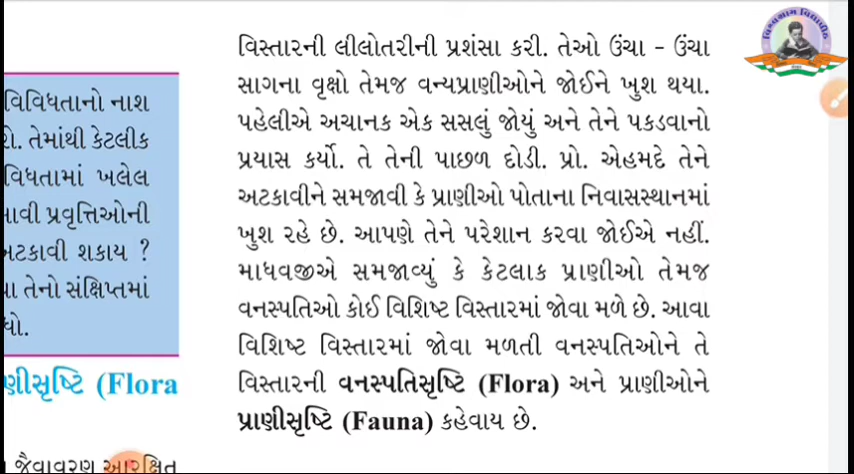 વિવિધતાનો નાશ
તેમાંથી કેટલીક
ખલેલ
પ્રવૃત્તિઓની
શકાય ?
તેનો સંક્ષિપ્તમાં
(Flora
જૈવાવરણ આરક્ષિત
વિસ્તારની લીલોતરીની પ્રશંસા કરી. તેઓ ઉંચા - ઉંચા
સાગના વૃક્ષો તેમજ વન્યપ્રાણીઓને જોઈને ખુશ થયા.
પહેલીએ અચાનક એક સસલું જોયું અને તેને પકડવાનો
પ્રયાસ કર્યો. તે તેની પાછળ દોડી. પ્રો. એહમદે તેને
અટકાવીને સમજાવી કે પ્રાણીઓ પોતાના નિવાસસ્થાનમાં
ખુશ રહે છે. આપણે તેને પરેશાન કરવા જોઈએ નહીં.
માધવજીએ સમજાવ્યું કે કેટલાક પ્રાણીઓ તેમજ
વનસ્પતિઓ કોઈ વિશિષ્ટ વિસ્તારમાં જોવા મળે છે. આવા
વિશિષ્ટ વિસ્તારમાં જોવા મળતી વનસ્પતિઓને તે
વિસ્તારની વનસ્પતિસૃષ્ટિ (Flora) અને પ્રાણીઓને
પ્રાણીસૃષ્ટિ (Fauna) કહેવાય છે.